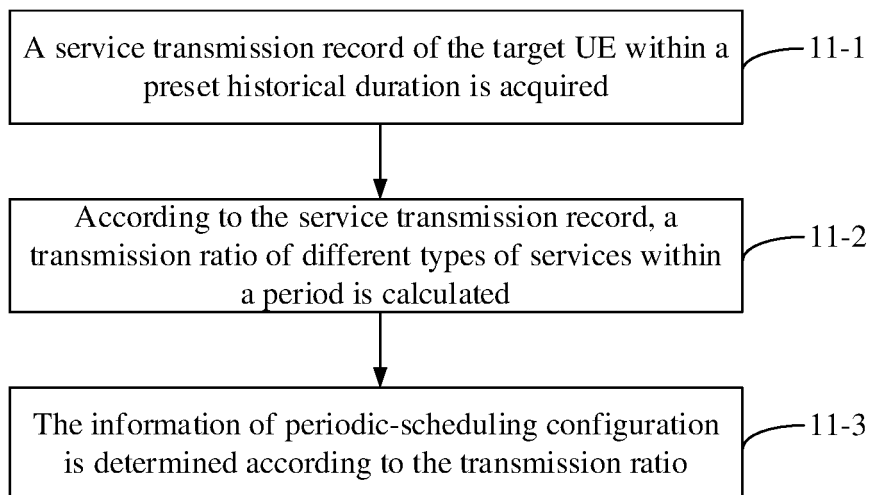 A service transmission record of the target UE within a
preset historical duration is acquired
11-1
According to the service transmission record, a
transmission ratio of different types of services within
a period is calculated
11-2
The information of periodic-scheduling configuration
is determined according to the transmission ratio
11-3